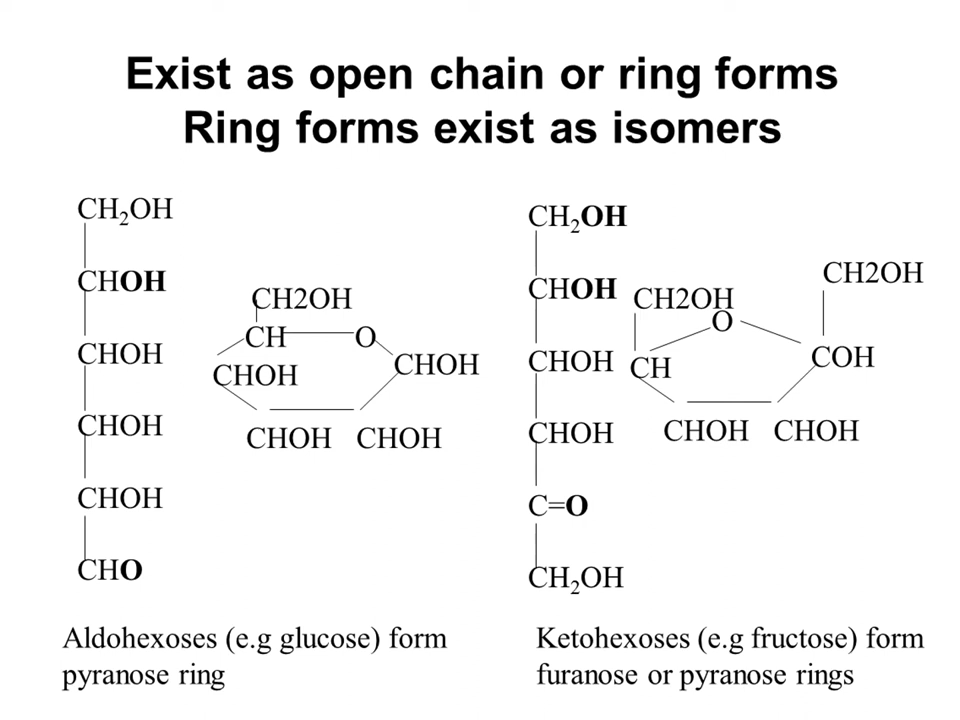 Exist as open chain or ring forms
Ring forms exist as isomers
CH₂OH
CHOH
CHOH
CHOH
CHOH
CHO
CH2OH
CH
O
CHOH
CHOH
CHOH
CHOH
CH₂OH
CHOH
CHOH
CHOH
C=O
CH₂OH
CH2OH
CH2OH
O
CH
COH
CHOH
CHOH
Aldohexoses (e.g glucose) form
pyranose ring
Ketohexoses (e.g fructose) form
furanose or pyranose rings